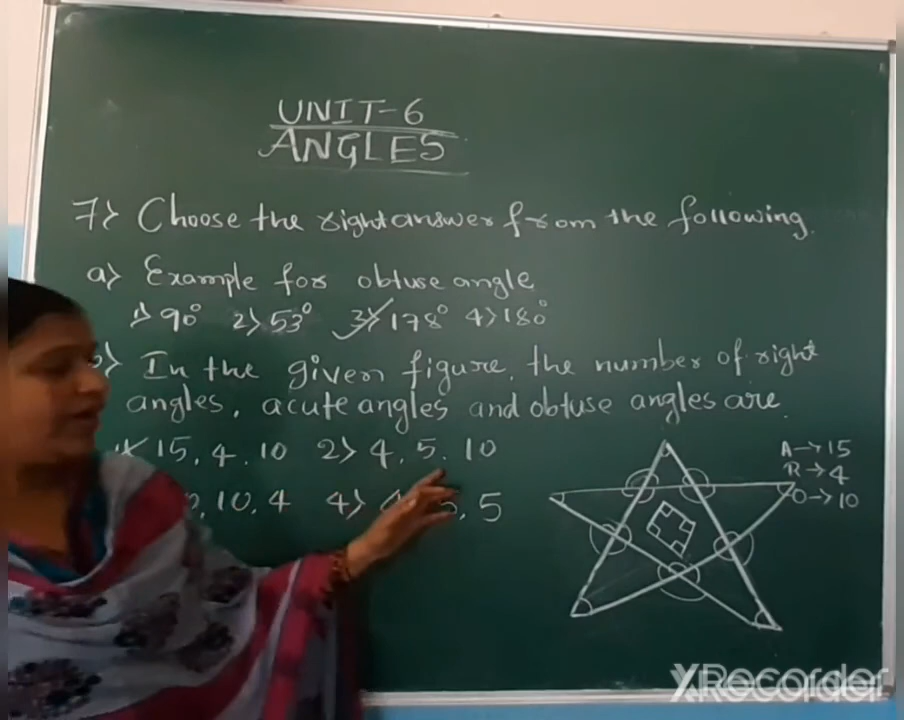 UNIT-6
ANGLES
7> Choose the right answer from the following.
a> Example for obtuse angle
1> 90° 2> 53° 3> 178° 4> 180°
> In the given figure, the number of right
angles, acute angles and obtuse angles are
15, 4, 10 2> 4, 5, 10
, 10, 4 4> , 5
A→15
R→4
O→10
XRecorder